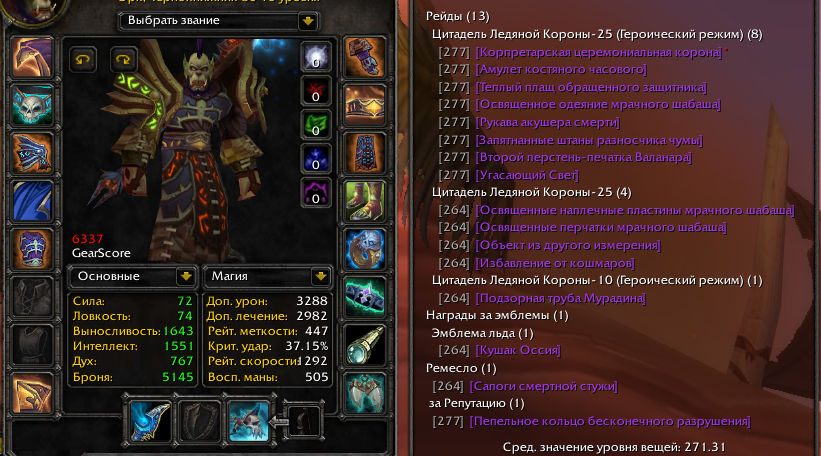 Выбрать звание
0
0
0
0
0
6337
GearScore
Основные
Магия
Сила: 72
Ловкость: 74
Выносливость: 1643
Интеллект: 1551
Дух: 767
Броня: 5145
Доп. урон: 3288
Доп. лечение: 2982
Рейт. меткости: 447
Крит. удар: 37.15%
Рейт. скорости: 1292
Восп. маны: 505
Рейды (13)
Цитадель Ледяной Короны-25 (Героический режим) (8)
[277] [Корпретарская церемониальная корона]
[277] [Амулет костяного часового]
[277] [Теплый плащ обращенного защитника]
[277] [Освященное одеяние мрачного шабаша]
[277] [Рукава акушера смерти]
[277] [Запятнанные штаны разносчика чумы]
[277] [Второй перстень-печатка Валанара]
[277] [Угасающий Свет]
Цитадель Ледяной Короны-25 (4)
[264] [Освященные наплечные пластины мрачного шабаша]
[264] [Освященные перчатки мрачного шабаша]
[264] [Объект из другого измерения]
[264] [Избавление от кошмаров]
Цитадель Ледяной Короны-10 (Героический режим) (1)
[264] [Подзорная труба Мурадина]
Награды за эмблемы (1)
Эмблема льда (1)
[264] [Кушак Оссия]
Ремесло (1)
[264] [Сапоги смертной стужи]
за Репутацию (1)
[277] [Пепельное кольцо бесконечного разрушения]
Сред. значение уровня вещей: 271.31